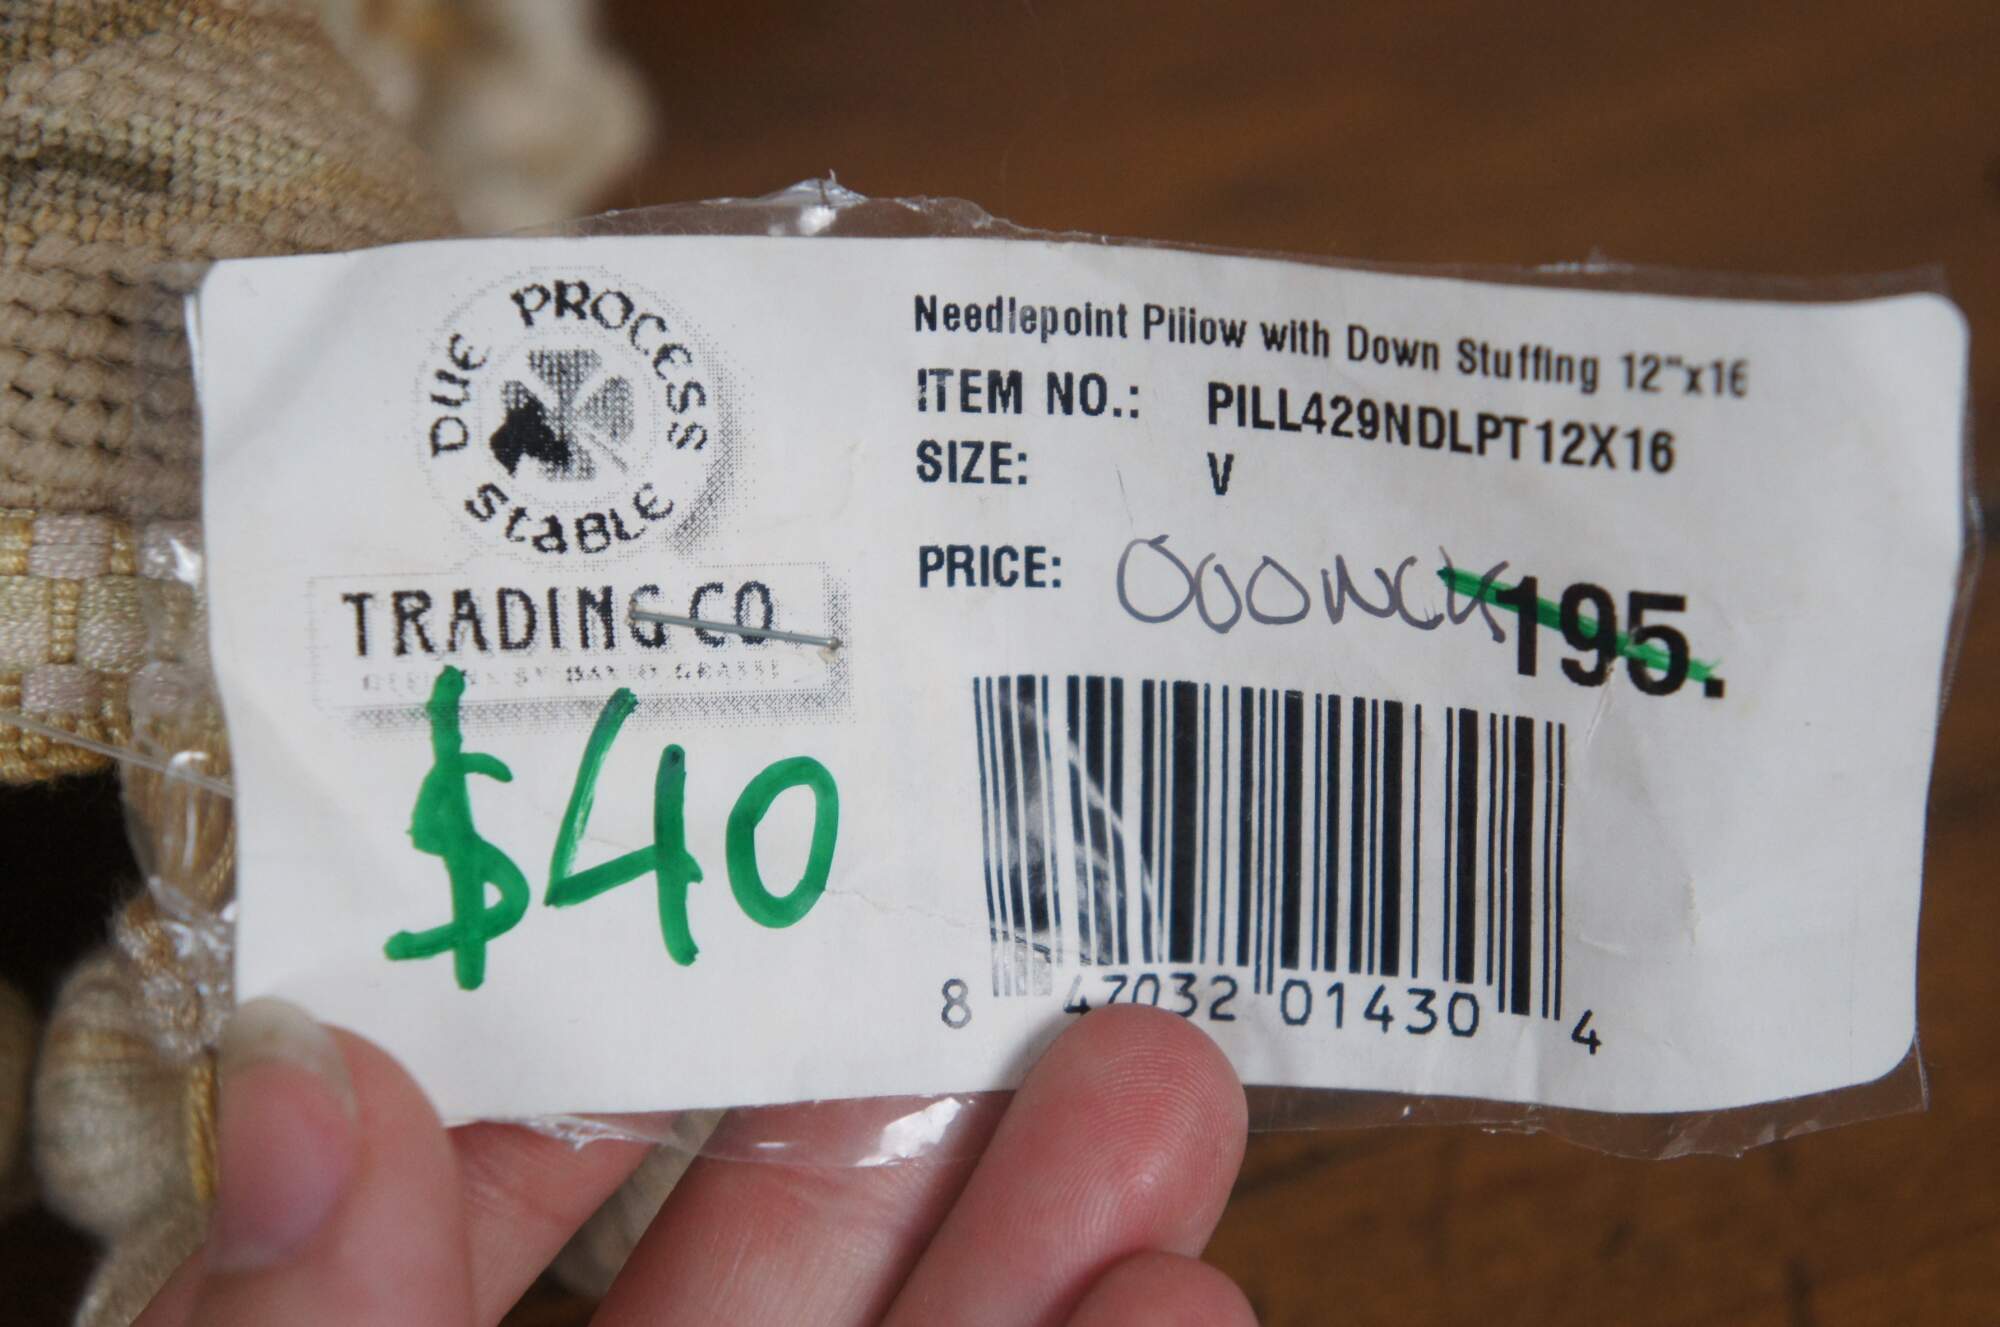 DUE PROCESS
StABLE
TRADING CO
$40
Needlepoint Pillow with Down Stuffing 12"x16
ITEM NO.: PILL429NDLPT12X16
SIZE: V
PRICE: 195.
8 47032 01430 4